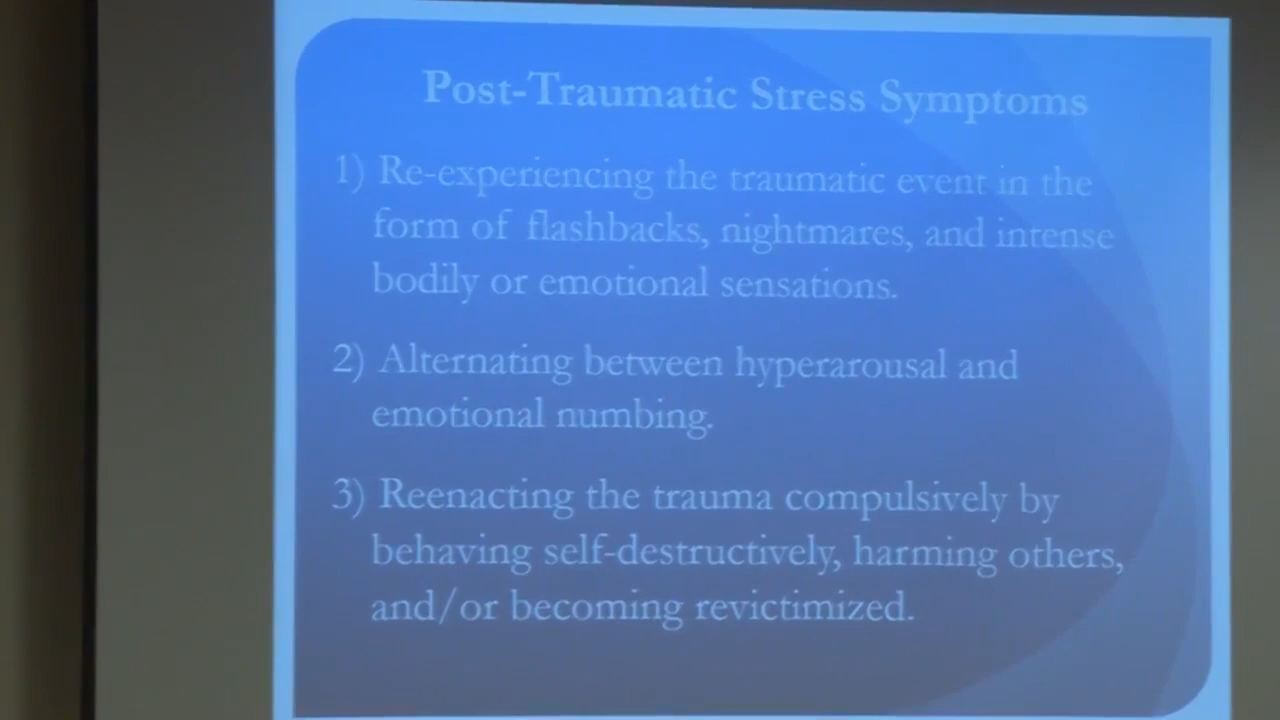 Post-Traumatic Stress Symptoms
1) Re-experiencing the traumatic event in the
form of flashbacks, nightmares, and intense
bodily or emotional sensations.
2) Alternating between hyperarousal and
emotional numbing.
3) Reenacting the trauma compulsively by
behaving self-destructively, harming others,
and/or becoming revictimized.